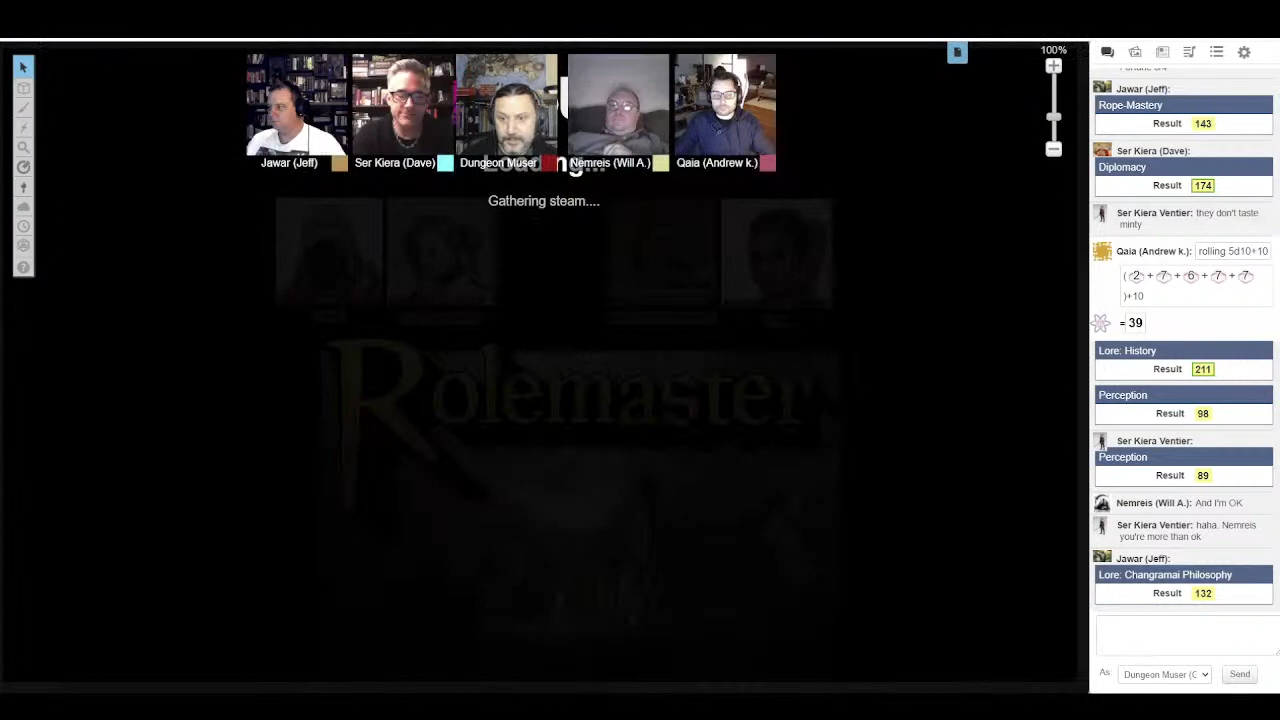 100%
Jawar (Jeff)
Ser Kiera (Dave)
Dungeon Muser
Nemreis (Will A.)
Qaia (Andrew k.)
Loading...
Gathering steam....
Rolemaster
Jawar (Jeff):
Rope-Mastery
Result 143
Ser Kiera (Dave):
Diplomacy
Result 174
Ser Kiera Ventier: they don't taste
minty
Qaia (Andrew k.): rolling 5d10+10
( 2 + 7 + 6 + 7 + 7
)+10
= 39
Lore: History
Result 211
Perception
Result 98
Ser Kiera Ventier:
Perception
Result 89
Nemreis (Will A.): And I'm OK
Ser Kiera Ventier: haha. Nemreis
you're more than ok
Jawar (Jeff):
Lore: Changramai Philosophy
Result 132
As: Dungeon Muser (G
Send